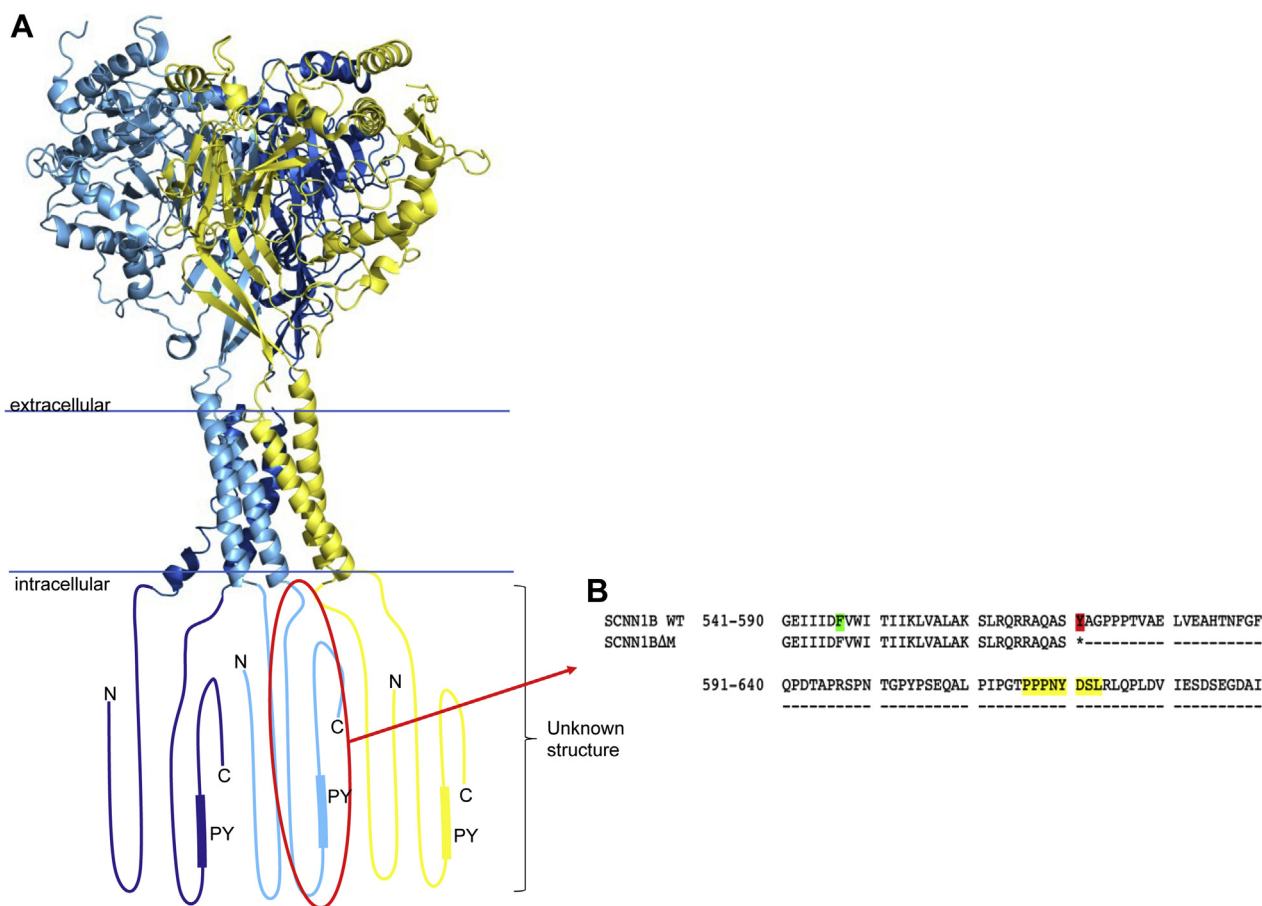 A
extracellular
intracellular
N
N
N
C
C
C
PY
PY
PY
Unknown
structure
B
SCNN1B WT 541-590 GEIIIDFVWI TIIKLVALAK SLRQRRAQAS YAGPPPTVAE LVEAHTNFGF
SCNN1BΔM GEIIIDFVWI TIIKLVALAK SLRQRRAQAS *--------- ----------
591-640 QPDTAPRSPN TGPYPSEQAL PIPGTPPPNY DSLRLQPLDV IESDSEGDAI
---------- ---------- ---------- ---------- ----------